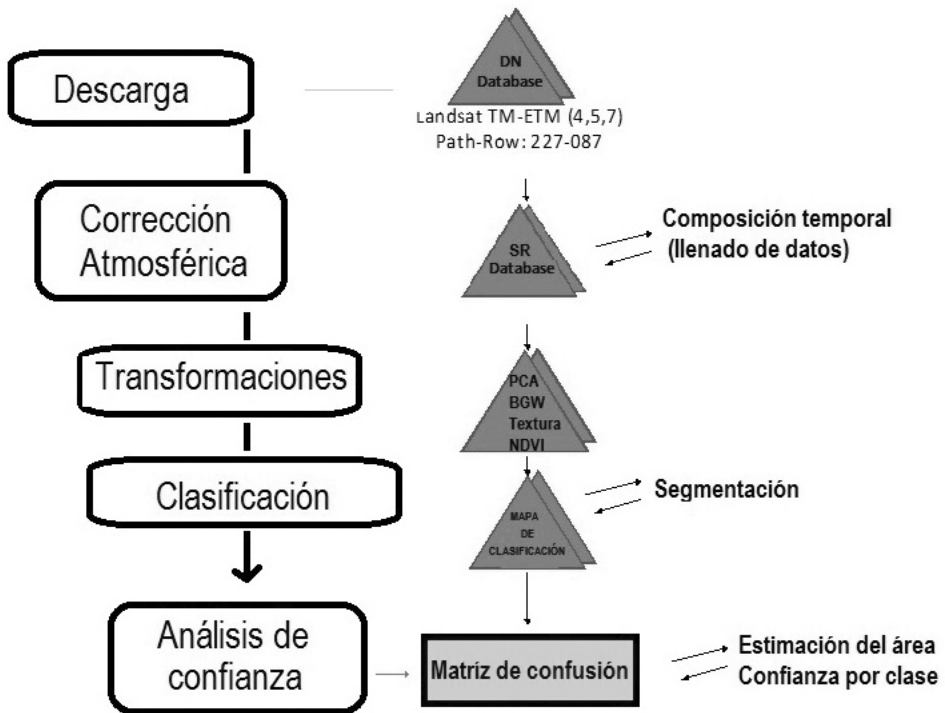 Descarga
DN
Database
Landsat TM-ETM (4,5,7)
Path-Row: 227-087
Corrección
Atmosférica
SR
Database
Composición temporal
(llenado de datos)
Transformaciones
PCA
BGW
Textura
NDVI
Clasificación
MAPA
DE
CLASIFICACIÓN
Segmentación
Análisis de
confianza
Matríz de confusión
Estimación del área
Confianza por clase